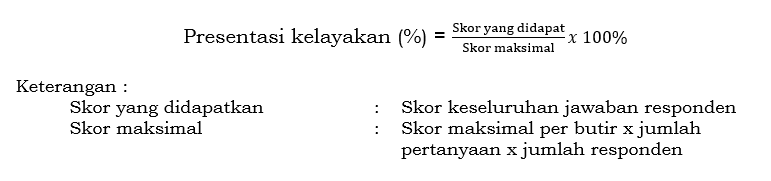 Presentasi kelayakan (%) = Skor yang didapat / Skor maksimal x 100%
Keterangan :
Skor yang didapatkan : Skor keseluruhan jawaban responden
Skor maksimal : Skor maksimal per butir x jumlah
pertanyaan x jumlah responden